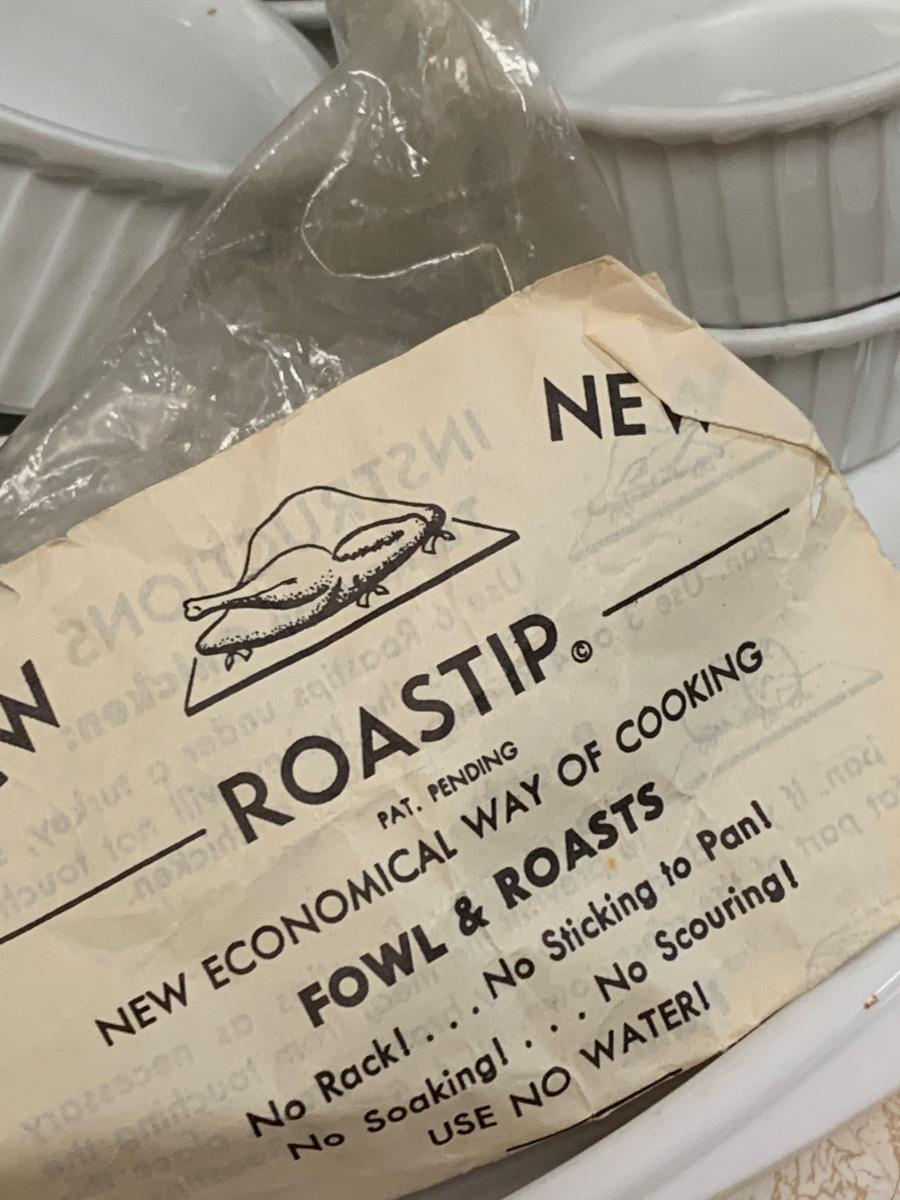 NEW
ROASTIP©
PAT. PENDING
NEW ECONOMICAL WAY OF COOKING
FOWL & ROASTS
No Rack! . . . No Sticking to Pan!
No Soaking! . . . No Scouring!
USE NO WATER!
INSTRUCTIONS